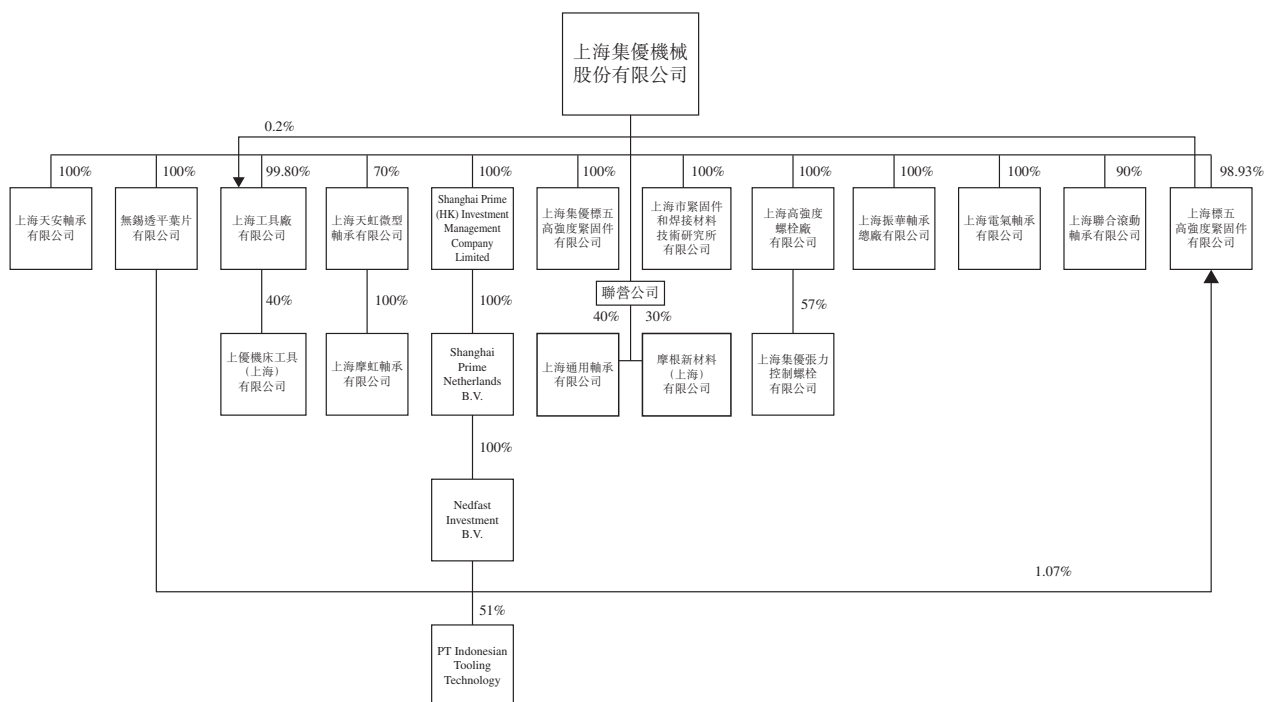 上海集優機械
股份有限公司
0.2%
100%
100%
99.80%
70%
100%
100%
100%
100%
100%
100%
90%
98.93%
上海天安軸承
有限公司
無錫透平葉片
有限公司
上海工具廠
有限公司
上海天虹微型
軸承有限公司
Shanghai Prime
(HK) Investment
Management
Company
Limited
上海集優標五
高強度緊固件
有限公司
上海市緊固件
和焊接材料
技術研究所
有限公司
上海高強度
螺栓廠
有限公司
上海振華軸承
總廠有限公司
上海電氣軸承
有限公司
上海聯合滾動
軸承有限公司
上海標五
高強度緊固件
有限公司
聯營公司
40%
100%
100%
40%
30%
57%
上優機床工具
(上海)
有限公司
上海摩虹軸承
有限公司
Shanghai
Prime
Netherlands
B.V.
上海通用軸承
有限公司
摩根新材料
(上海)
有限公司
上海集優張力
控制螺栓
有限公司
100%
Nedfast
Investment
B.V.
1.07%
51%
PT Indonesian
Tooling
Technology